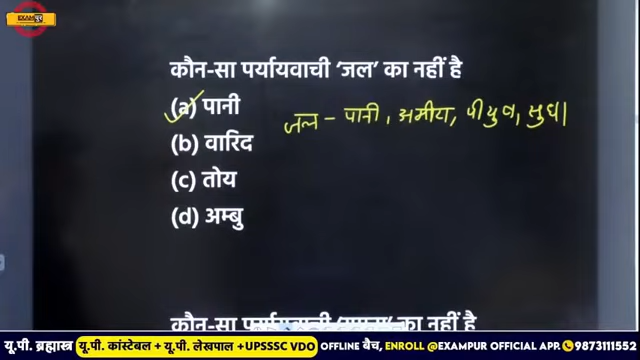 EXAMपुर
कौन-सा पर्यायवाची 'जल' का नहीं है
(a) पानी
जल - पानी, अमीय, पीयुष, सुधा
(b) वारिद
(c) तोय
(d) अम्बु
कौन-सा पर्यायवाची का नहीं है
यू.पी. ब्रह्मास्त्र यू.पी. कांस्टेबल + यू.पी. लेखपाल +UPSSSC VDO OFFLINE बैच, ENROLL @EXAMPUR OFFICIAL APP. 9873111552